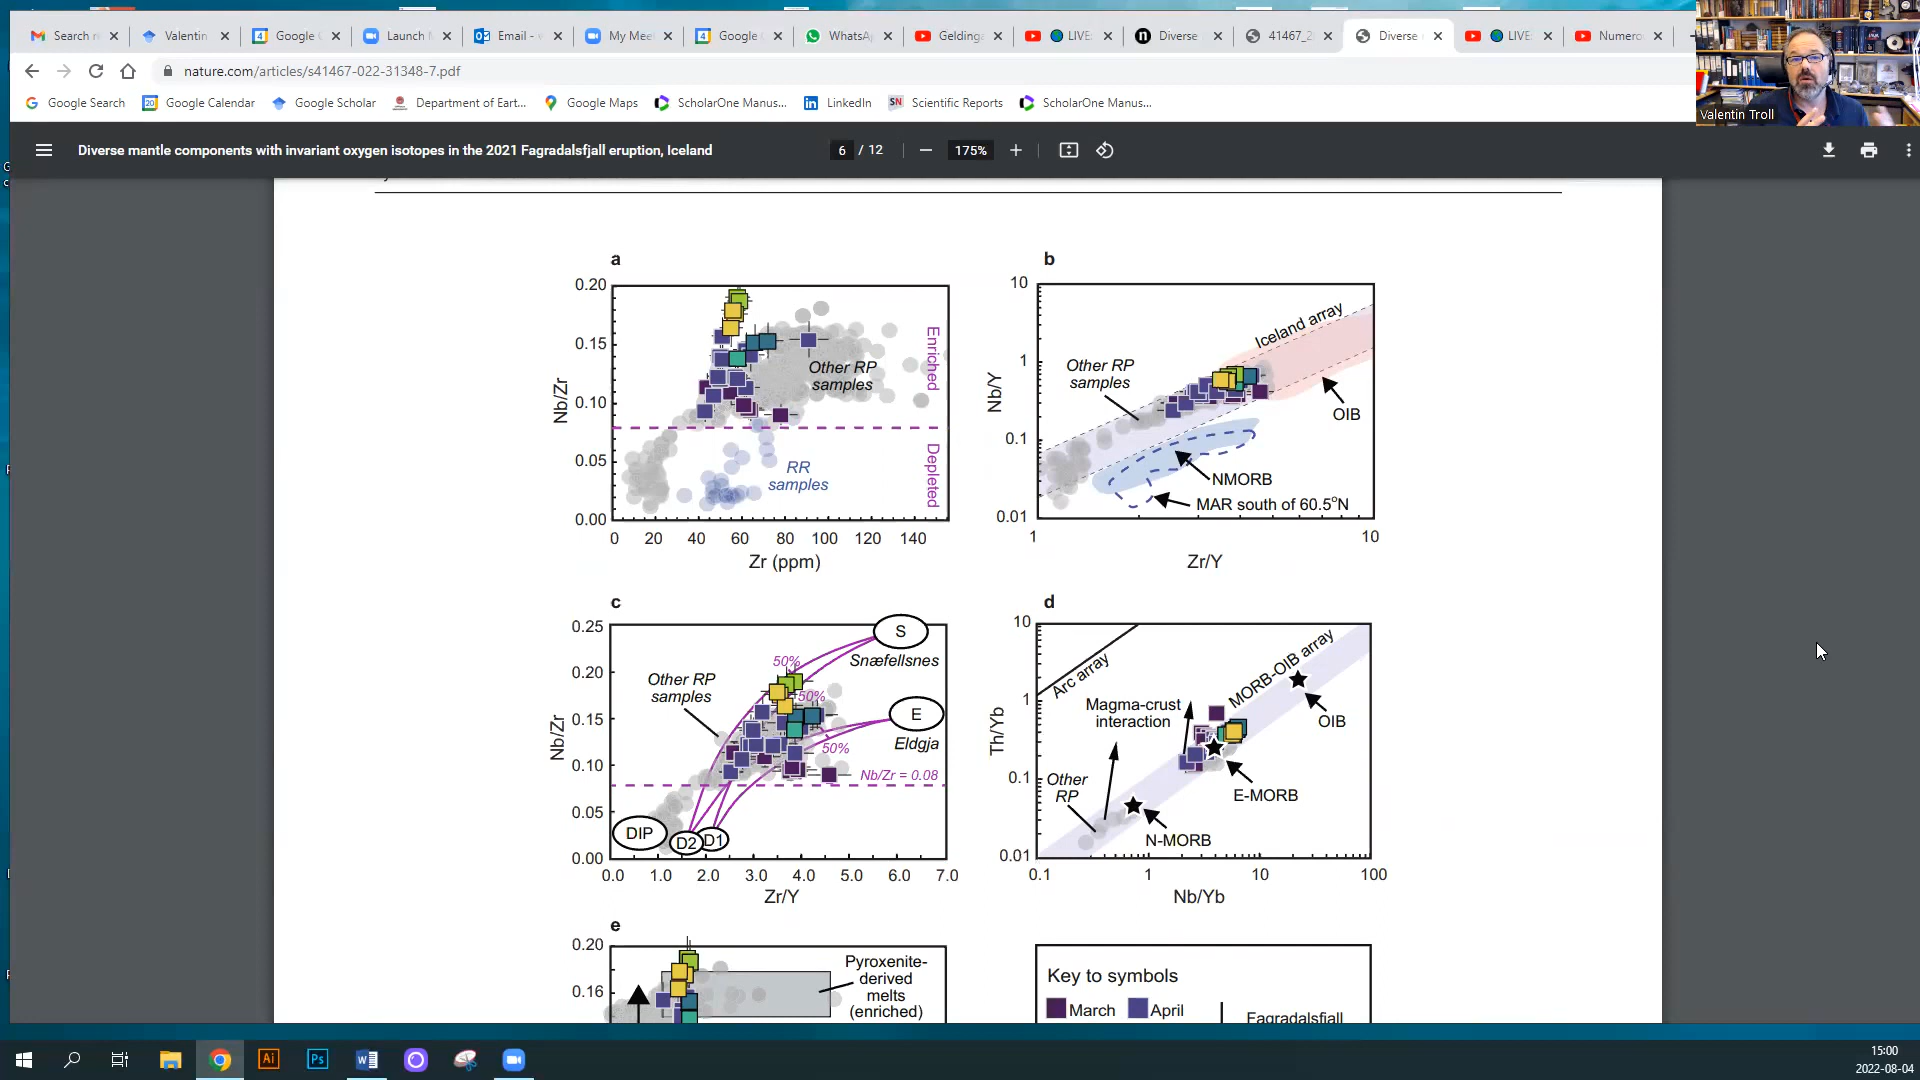 Search r
Valentin
Google C
Launch M
Email - v
My Mee
Google C
WhatsAp
Gelding
LIVE:
Diverse
41467_2
Diverse
LIVE
Numero
nature.com/articles/s41467-022-31348-7.pdf
Google Search
Google Calendar
Google Scholar
Department of Eart...
Google Maps
ScholarOne Manus...
LinkedIn
SN Scientific Reports
ScholarOne Manus...
Valentin Troll
Diverse mantle components with invariant oxygen isotopes in the 2021 Fagradalsfjall eruption, Iceland
6 / 12
175%
a
0.20
0.15
0.10
0.05
0.00
Nb/Zr
Other RP
samples
RR
samples
Enriched
Depleted
0 20 40 60 80 100 120 140
Zr (ppm)
b
10
1
0.1
0.01
Nb/Y
Other RP
samples
Iceland array
OIB
NMORB
MAR south of 60.5°N
1 10
Zr/Y
c
0.25
0.20
0.15
0.10
0.05
0.00
Nb/Zr
Other RP
samples
50%
50%
50%
S
Snæfellsnes
E
Eldgja
Nb/Zr = 0.08
DIP
D2
D1
0.0 1.0 2.0 3.0 4.0 5.0 6.0 7.0
Zr/Y
d
10
1
0.1
0.01
Th/Yb
Arc array
Magma-crust
interaction
MORB-OIB array
OIB
E-MORB
N-MORB
Other
RP
0.1 1 10 100
Nb/Yb
e
0.20
0.16
Pyroxenite-
derived
melts
(enriched)
Key to symbols
March
April
Fagradalsfjall
Ai
Ps
15:00
2022-08-04